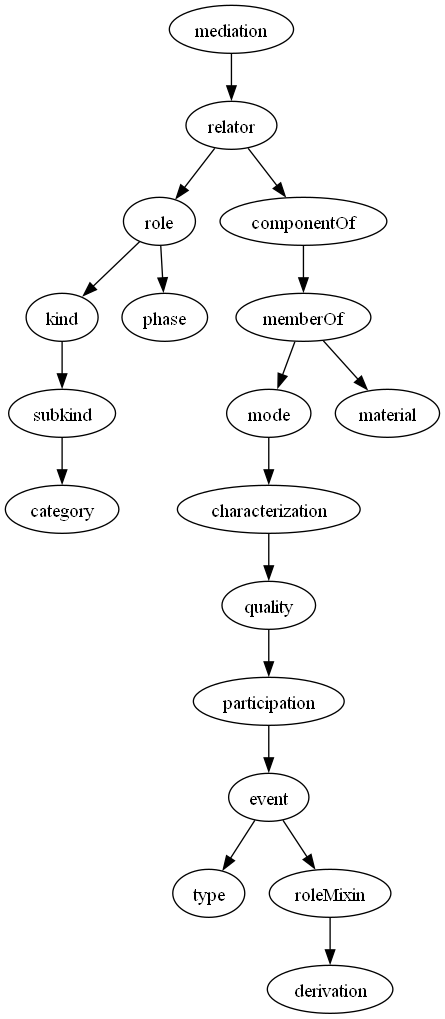 mediation
relator
role
componentOf
kind
phase
memberOf
subkind
mode
material
category
characterization
quality
participation
event
type
roleMixin
derivation